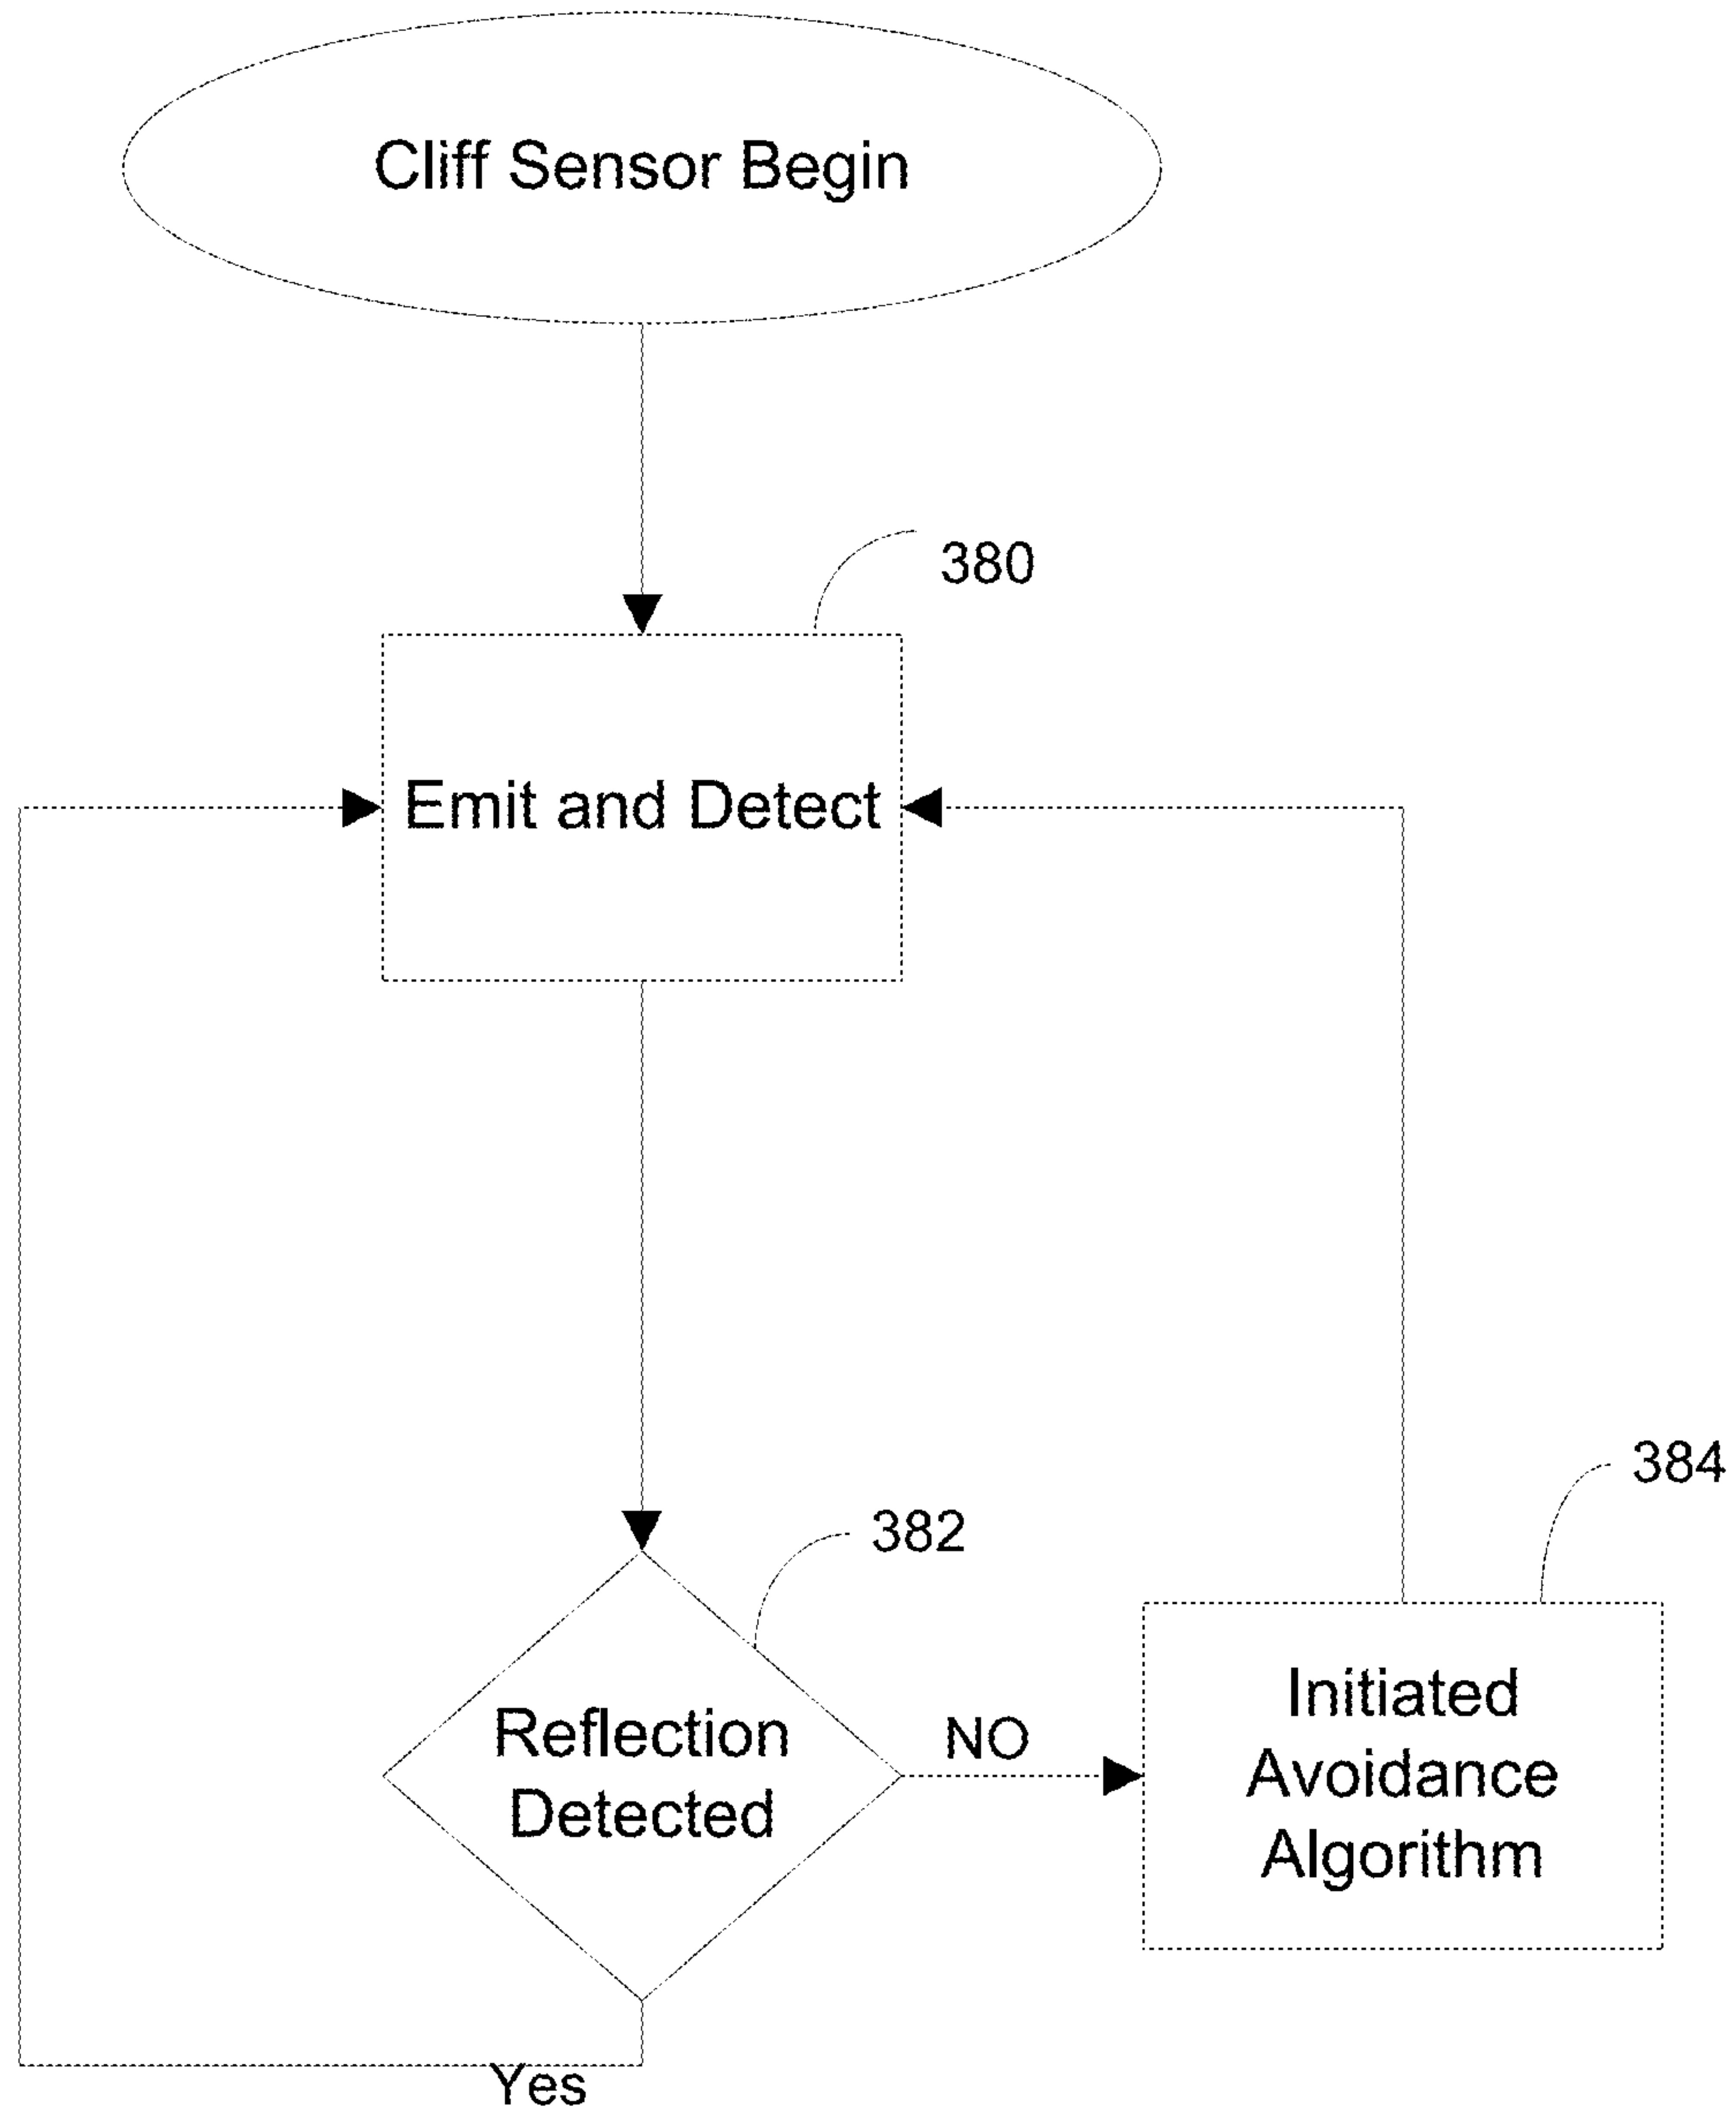 Cliff Sensor Begin
380
Emit and Detect
382
Reflection
Detected
NO
384
Initiated
Avoidance
Algorithm
Yes